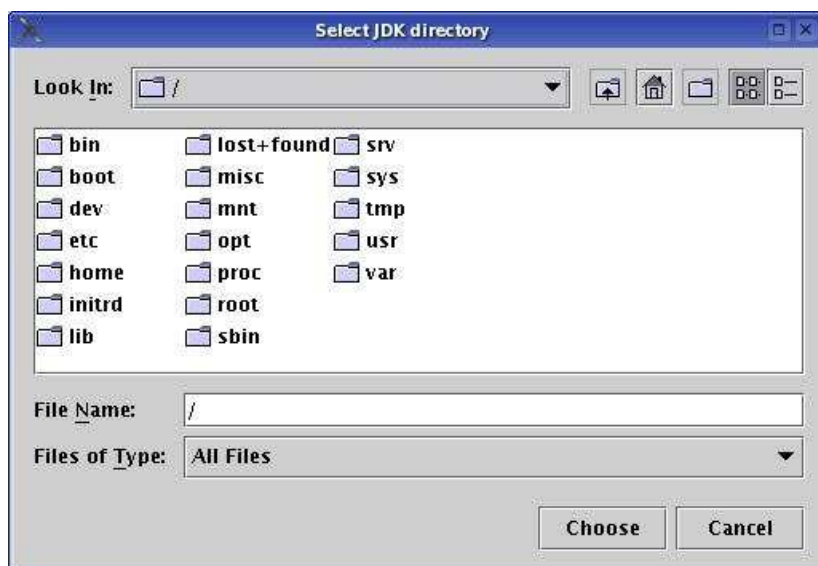 Select JDK directory
Look In: /
bin lost+found srv
boot misc sys
dev mnt tmp
etc opt usr
home proc var
initrd root
lib sbin
File Name: /
Files of Type: All Files
Choose Cancel